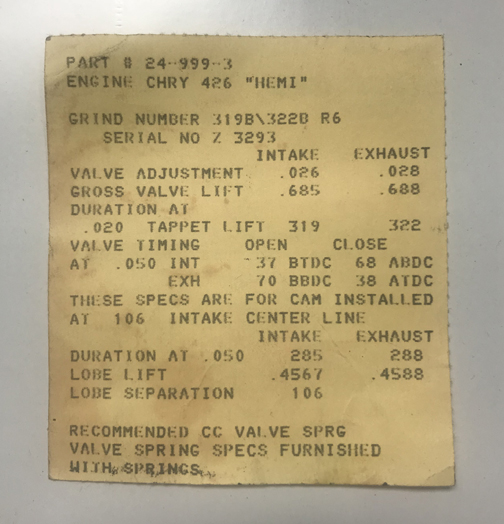 PART # 24-999-3
ENGINE CHRY 426 "HEMI"
GRIND NUMBER 319B\322B R6
SERIAL NO Z 3293
INTAKE EXHAUST
VALVE ADJUSTMENT .026 .028
GROSS VALVE LIFT .685 .688
DURATION AT
.020 TAPPET LIFT 319 322
VALVE TIMING OPEN CLOSE
AT .050 INT 37 BTDC 68 ABDC
EXH 70 BBDC 38 ATDC
THESE SPECS ARE FOR CAM INSTALLED
AT 106 INTAKE CENTER LINE
INTAKE EXHAUST
DURATION AT .050 285 288
LOBE LIFT .4567 .4588
LOBE SEPARATION 106
RECOMMENDED CC VALVE SPRG
VALVE SPRING SPECS FURNISHED
WITH SPRINGS